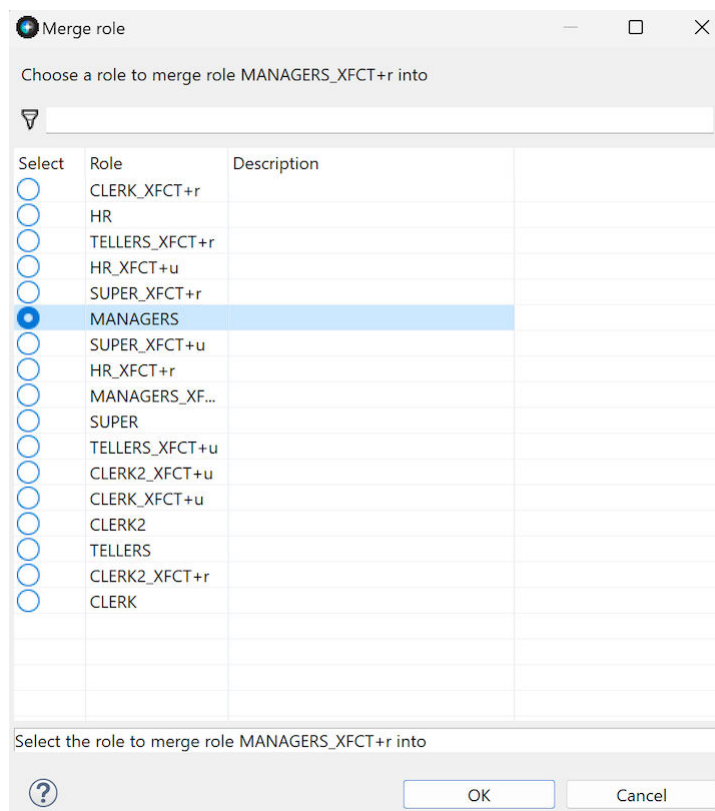 Merge role
Choose a role to merge role MANAGERS_XFCT+r into
Select Role Description
CLERK_XFCT+r
HR
TELLERS_XFCT+r
HR_XFCT+u
SUPER_XFCT+r
MANAGERS
SUPER_XFCT+u
HR_XFCT+r
MANAGERS_XF...
SUPER
TELLERS_XFCT+u
CLERK2_XFCT+u
CLERK_XFCT+u
CLERK2
TELLERS
CLERK2_XFCT+r
CLERK
Select the role to merge role MANAGERS_XFCT+r into
? OK Cancel